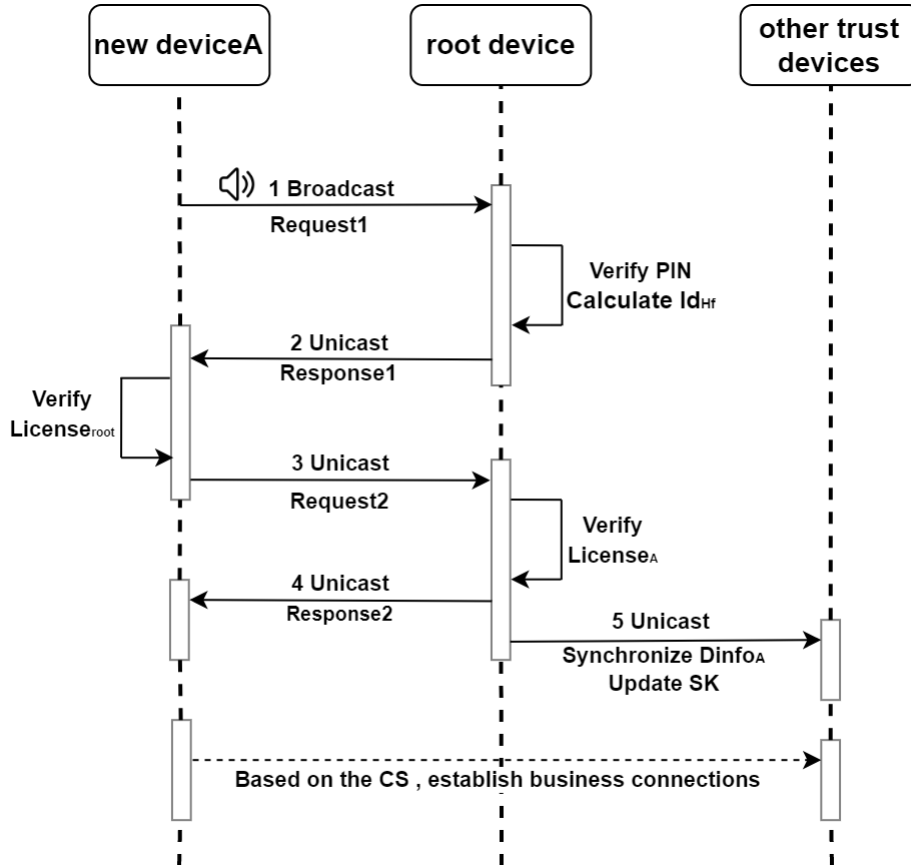 new deviceA
root device
other trust
devices
1 Broadcast
Request1
Verify PIN
Calculate IdHf
2 Unicast
Response1
Verify
Licenseroot
3 Unicast
Request2
Verify
LicenseA
4 Unicast
Response2
5 Unicast
Synchronize DinfoA
Update SK
Based on the CS , establish business connections